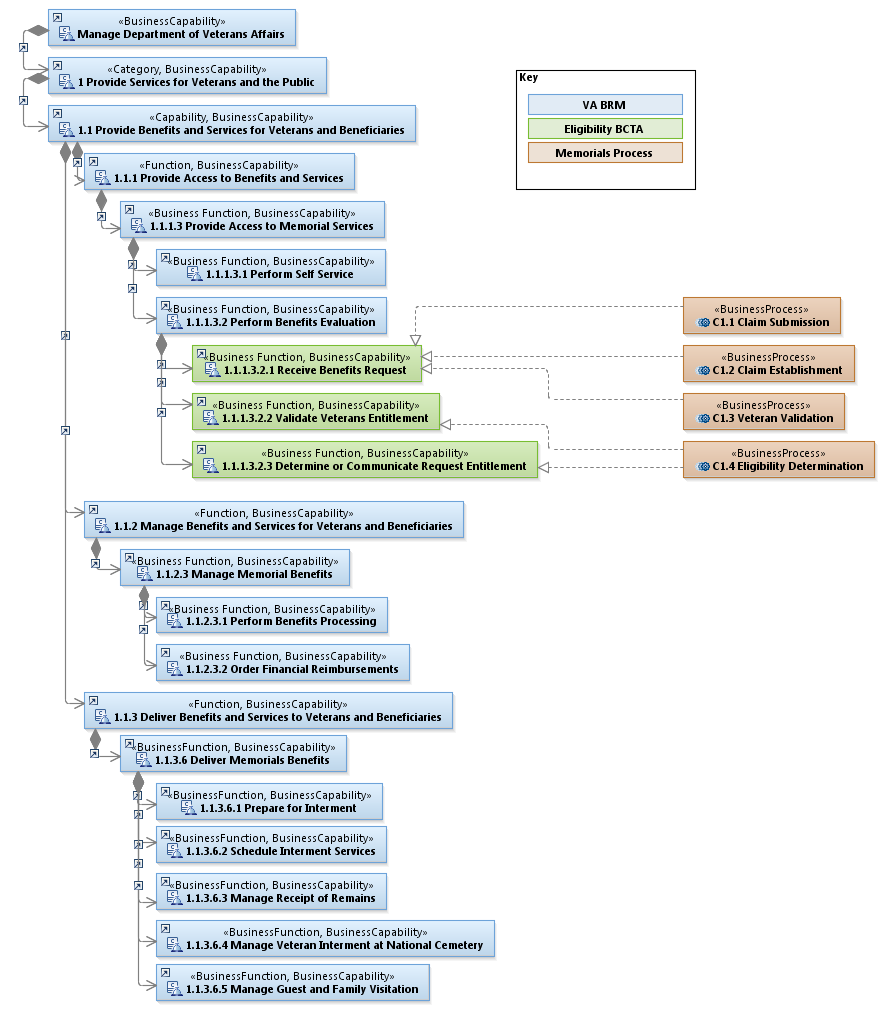 «BusinessCapability»
Manage Department of Veterans Affairs
«Category, BusinessCapability»
1 Provide Services for Veterans and the Public
«Capability, BusinessCapability»
1.1 Provide Benefits and Services for Veterans and Beneficiaries
Key
VA BRM
Eligibility BCTA
Memorials Process
«Function, BusinessCapability»
1.1.1 Provide Access to Benefits and Services
«Business Function, BusinessCapability»
1.1.1.3 Provide Access to Memorial Services
«Business Function, BusinessCapability»
1.1.1.3.1 Perform Self Service
«Business Function, BusinessCapability»
1.1.1.3.2 Perform Benefits Evaluation
«BusinessProcess»
C1.1 Claim Submission
«Business Function, BusinessCapability»
1.1.1.3.2.1 Receive Benefits Request
«BusinessProcess»
C1.2 Claim Establishment
«Business Function, BusinessCapability»
1.1.1.3.2.2 Validate Veterans Entitlement
«BusinessProcess»
C1.3 Veteran Validation
«Business Function, BusinessCapability»
1.1.1.3.2.3 Determine or Communicate Request Entitlement
«BusinessProcess»
C1.4 Eligibility Determination
«Function, BusinessCapability»
1.1.2 Manage Benefits and Services for Veterans and Beneficiaries
«Business Function, BusinessCapability»
1.1.2.3 Manage Memorial Benefits
«Business Function, BusinessCapability»
1.1.2.3.1 Perform Benefits Processing
«Business Function, BusinessCapability»
1.1.2.3.2 Order Financial Reimbursements
«Function, BusinessCapability»
1.1.3 Deliver Benefits and Services to Veterans and Beneficiaries
«BusinessFunction, BusinessCapability»
1.1.3.6 Deliver Memorials Benefits
«BusinessFunction, BusinessCapability»
1.1.3.6.1 Prepare for Interment
«BusinessFunction, BusinessCapability»
1.1.3.6.2 Schedule Interment Services
«BusinessFunction, BusinessCapability»
1.1.3.6.3 Manage Receipt of Remains
«BusinessFunction, BusinessCapability»
1.1.3.6.4 Manage Veteran Interment at National Cemetery
«BusinessFunction, BusinessCapability»
1.1.3.6.5 Manage Guest and Family Visitation